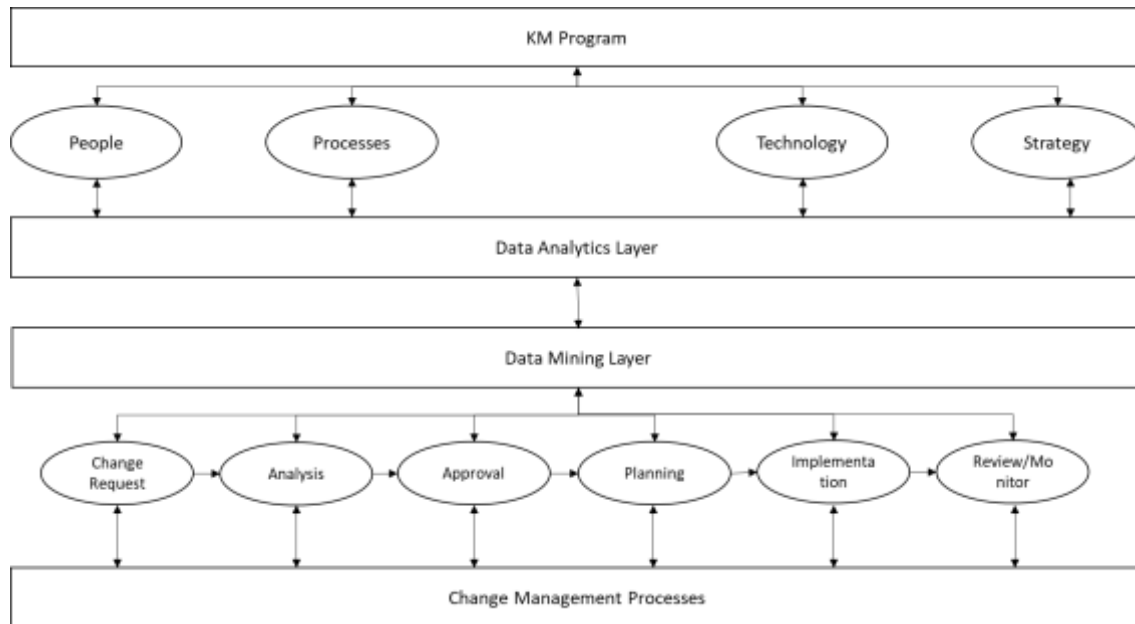 KM Program
People
Processes
Technology
Strategy
Data Analytics Layer
Data Mining Layer
Change
Request
Analysis
Approval
Planning
Implementa
tion
Review/Mo
nitor
Change Management Processes